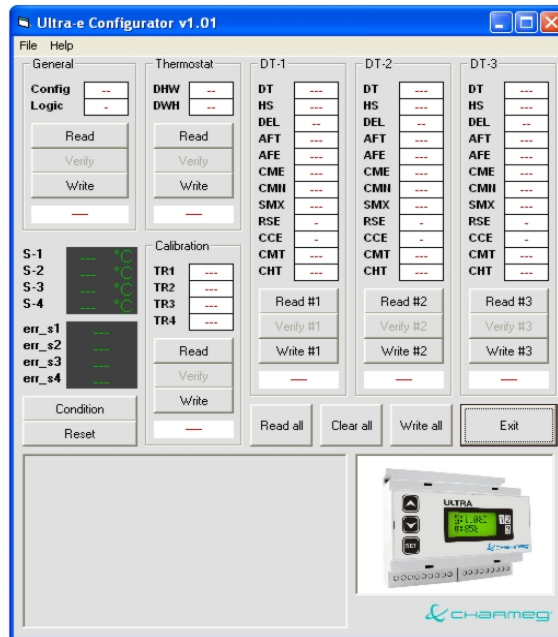 Ultra-e Configurator v1.01
File Help
General
Config --
Logic -
Read
Verify
Write
---
Thermostat
DHW --
DWH --
Read
Verify
Write
---
DT-1
DT ---
HS ---
DEL --
AFT ---
AFE ---
CME ---
CMN ---
SMX ---
RSE -
CCE -
CMT ---
CHT ---
Read #1
Verify #1
Write #1
---
DT-2
DT ---
HS ---
DEL --
AFT ---
AFE ---
CME ---
CMN ---
SMX ---
RSE -
CCE -
CMT ---
CHT ---
Read #2
Verify #2
Write #2
---
DT-3
DT ---
HS ---
DEL --
AFT ---
AFE ---
CME ---
CMN ---
SMX ---
RSE -
CCE -
CMT ---
CHT ---
Read #3
Verify #3
Write #3
---
S-1 --- °C
S-2 --- °C
S-3 --- °C
S-4 --- °C
err_s1 ---
err_s2 ---
err_s3 ---
err_s4 ---
Condition
Reset
Calibration
TR1 ---
TR2 ---
TR3 ---
TR4 ---
Read
Verify
Write
---
Read all Clear all Write all Exit
ULTRA
SET
CHARMEG